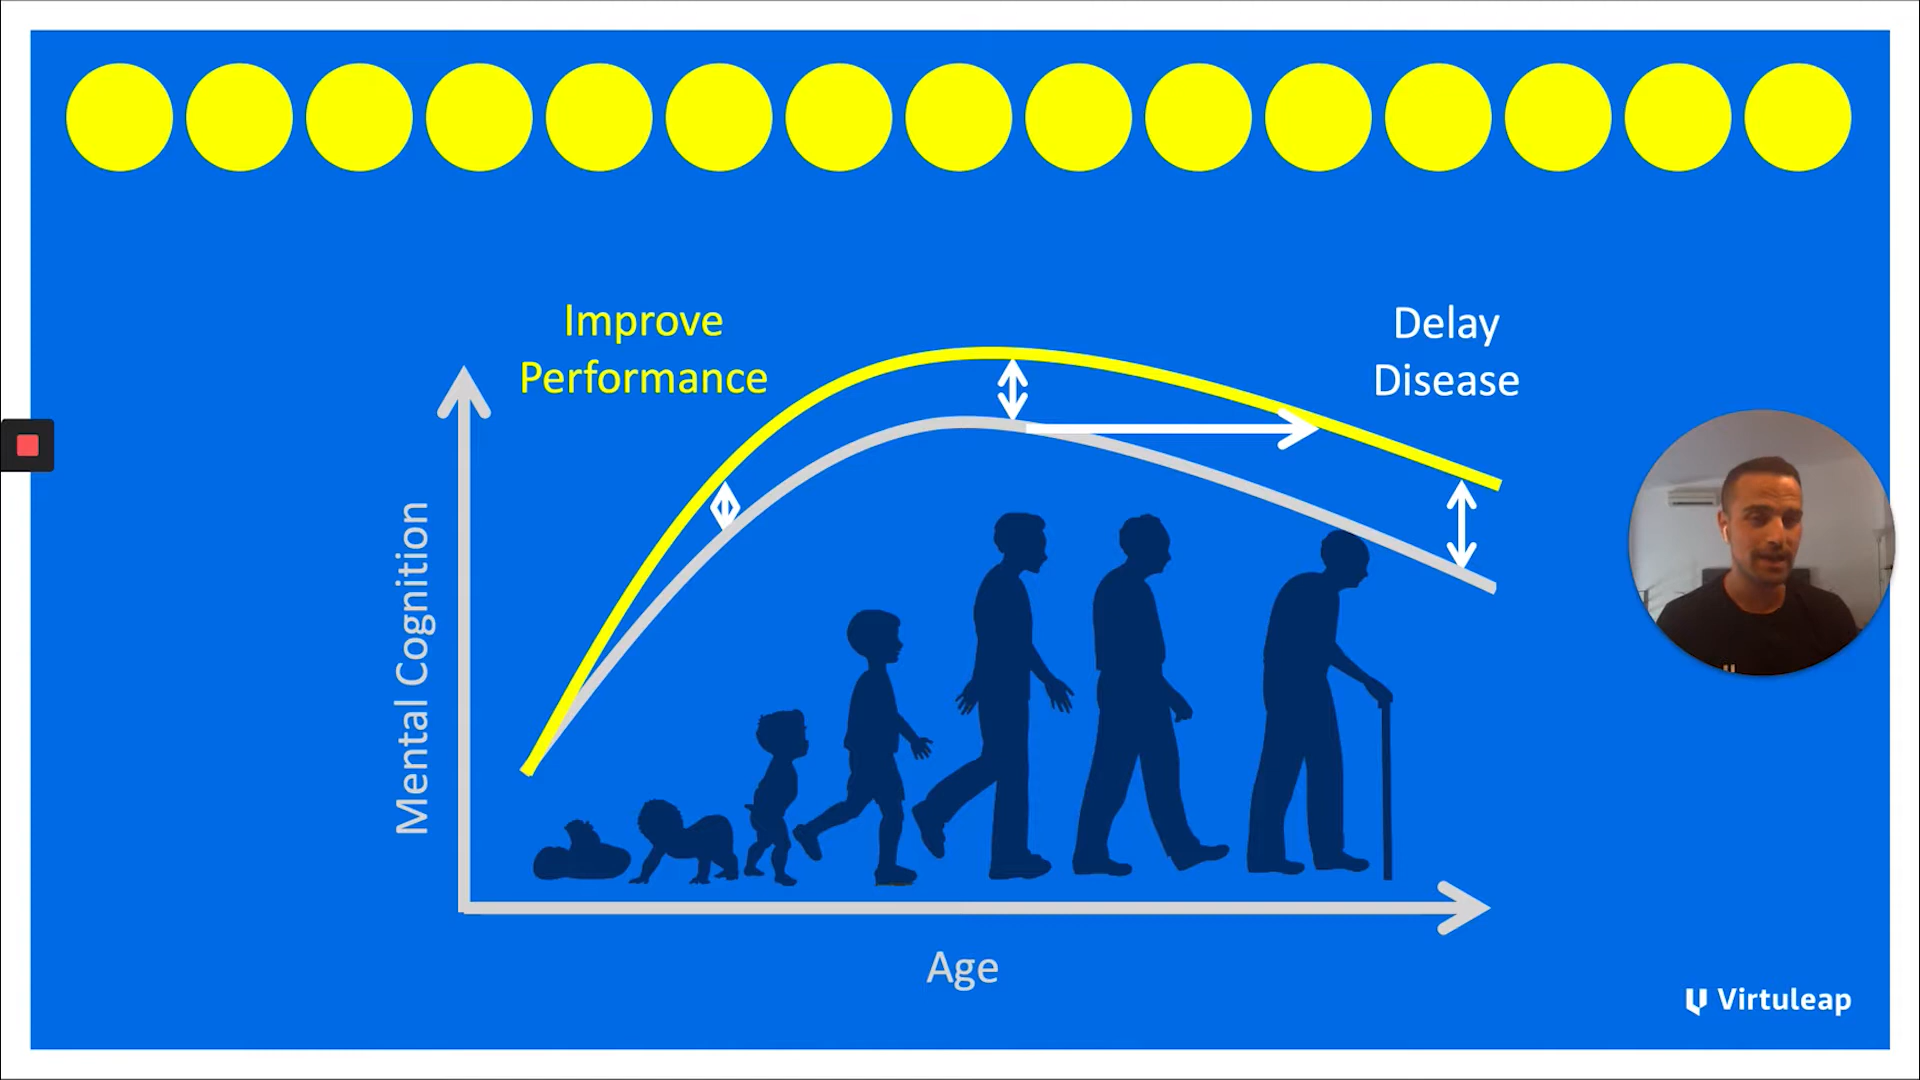 Improve
Performance
Delay
Disease
Mental Cognition
Age
Virtuleap